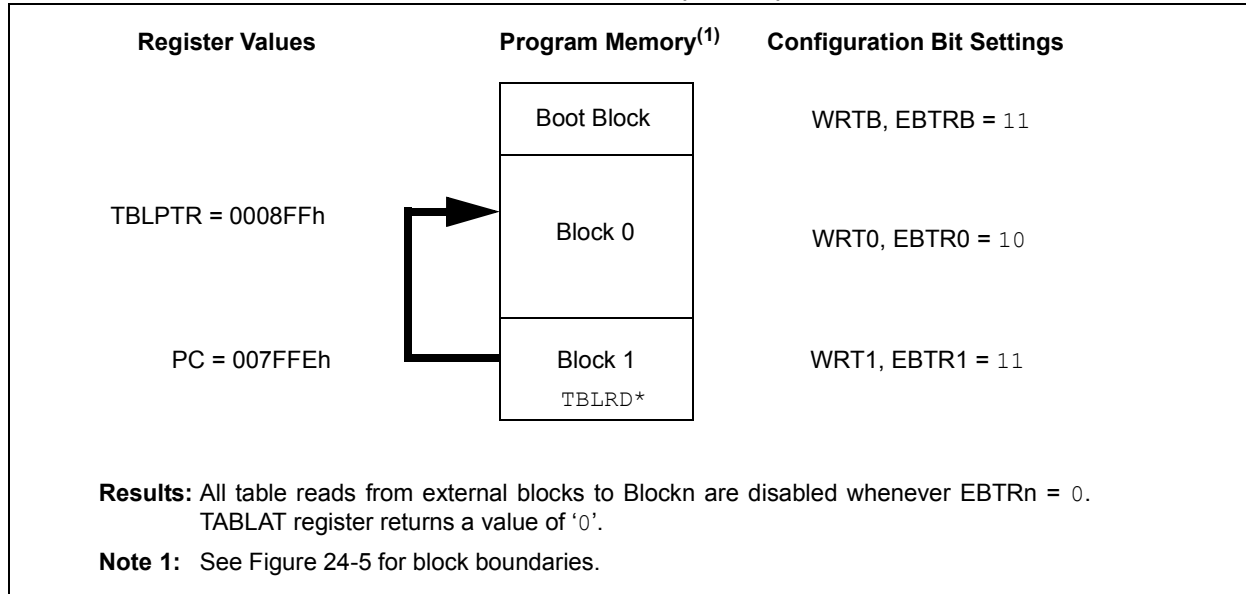 Register Values Program Memory(1) Configuration Bit Settings
Boot Block WRTB, EBTRB = 11
TBLPTR = 0008FFh
Block 0 WRT0, EBTR0 = 10
PC = 007FFEh Block 1 WRT1, EBTR1 = 11
TBLRD*
Results: All table reads from external blocks to Blockn are disabled whenever EBTRn = 0.
TABLAT register returns a value of ‘0’.
Note 1: See Figure 24-5 for block boundaries.